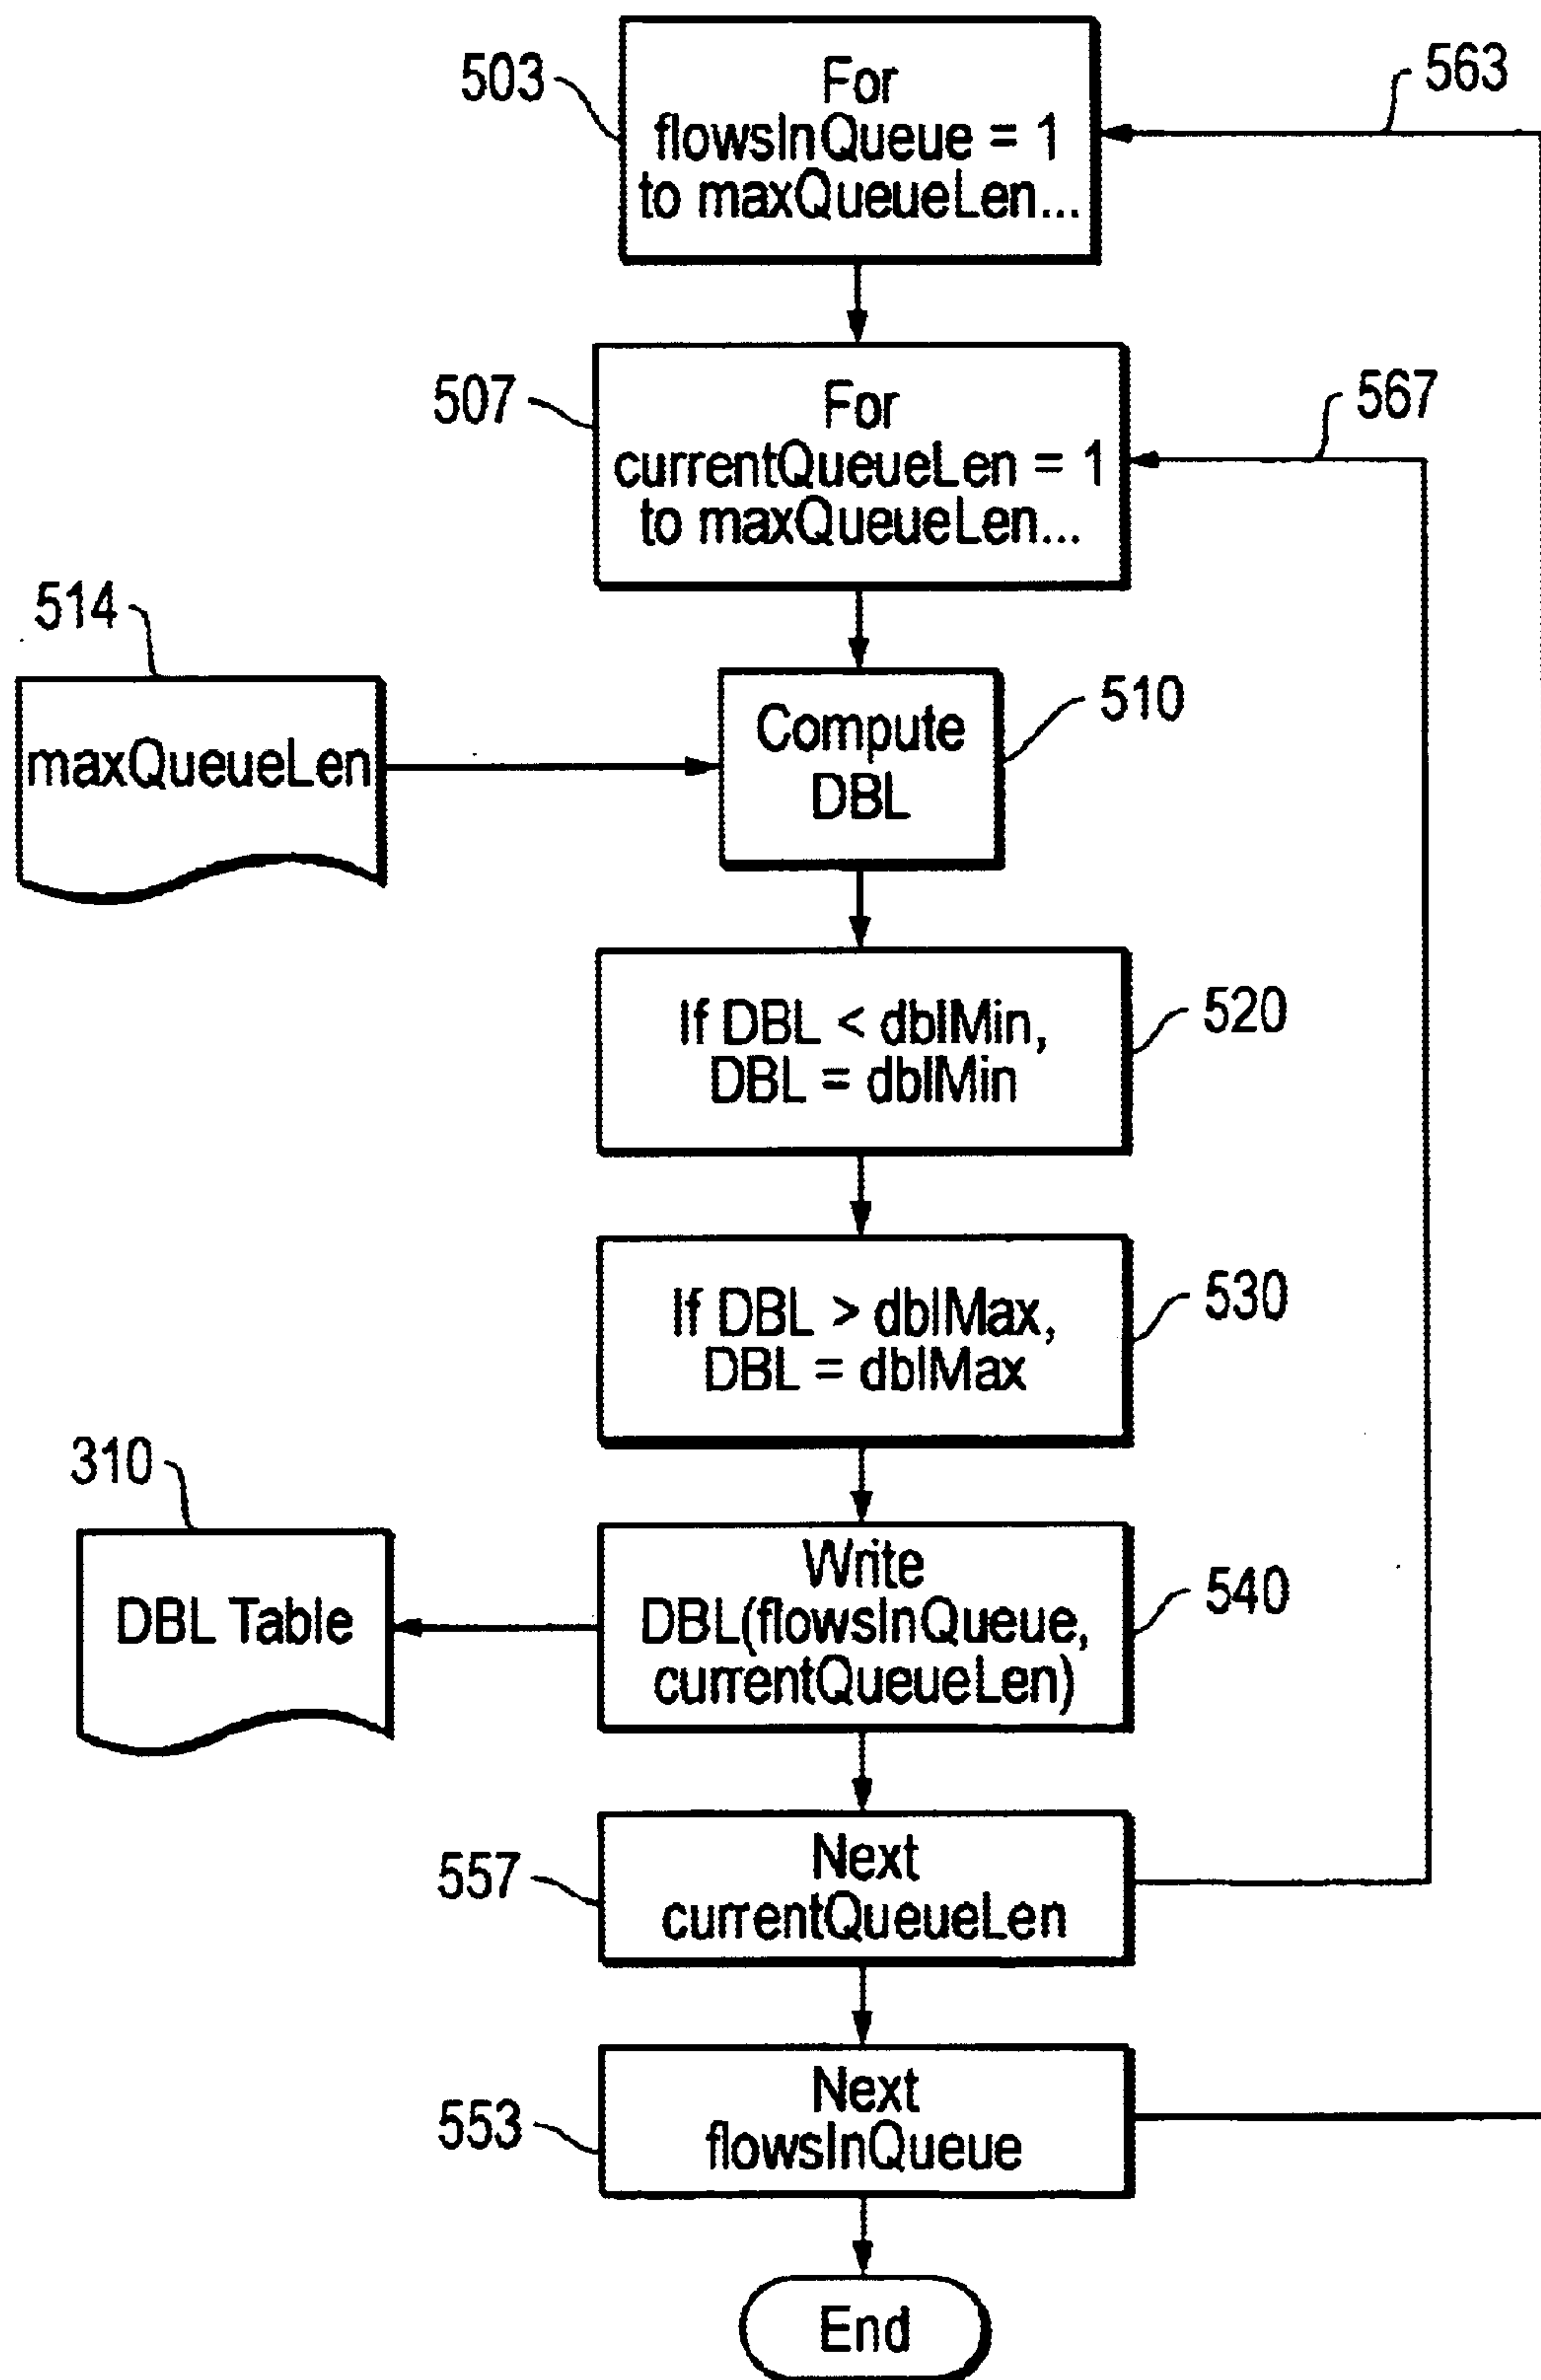 503
For
flowsInQueue = 1
to maxQueueLen...
563
507
For
currentQueueLen = 1
to maxQueueLen...
567
514
maxQueueLen
Compute
DBL
510
If DBL < dblMin,
DBL = dblMin
520
If DBL > dblMax,
DBL = dblMax
530
310
DBL Table
Write
DBL(flowsInQueue,
currentQueueLen)
540
557
Next
currentQueueLen
553
Next
flowsInQueue
End